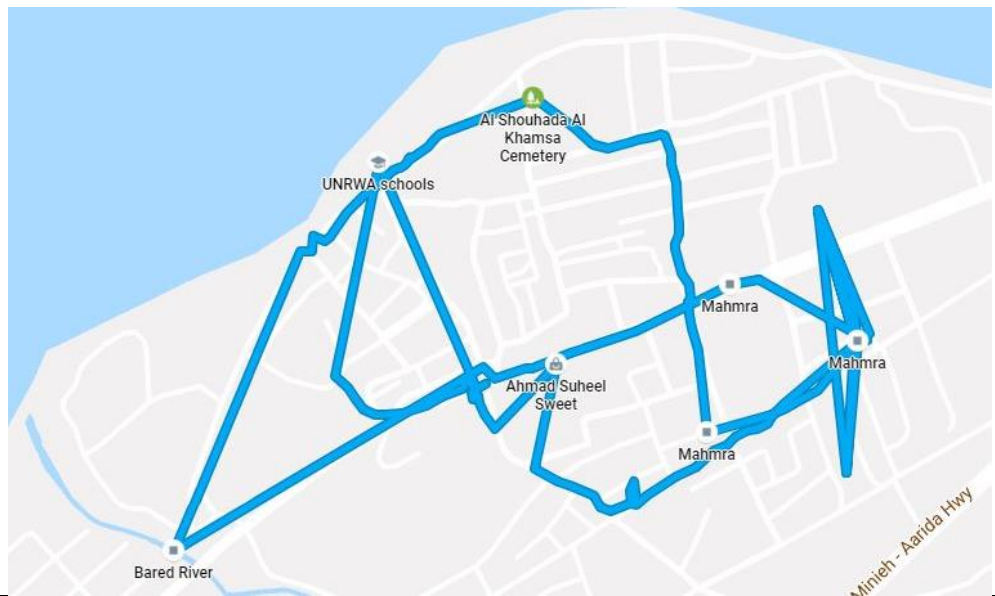 Al Shouhada Al
Khamsa
Cemetery
UNRWA schools
Mahmra
Mahmra
Ahmad Suheel
Sweet
Mahmra
Minieh - Aarida Hwy
Bared River